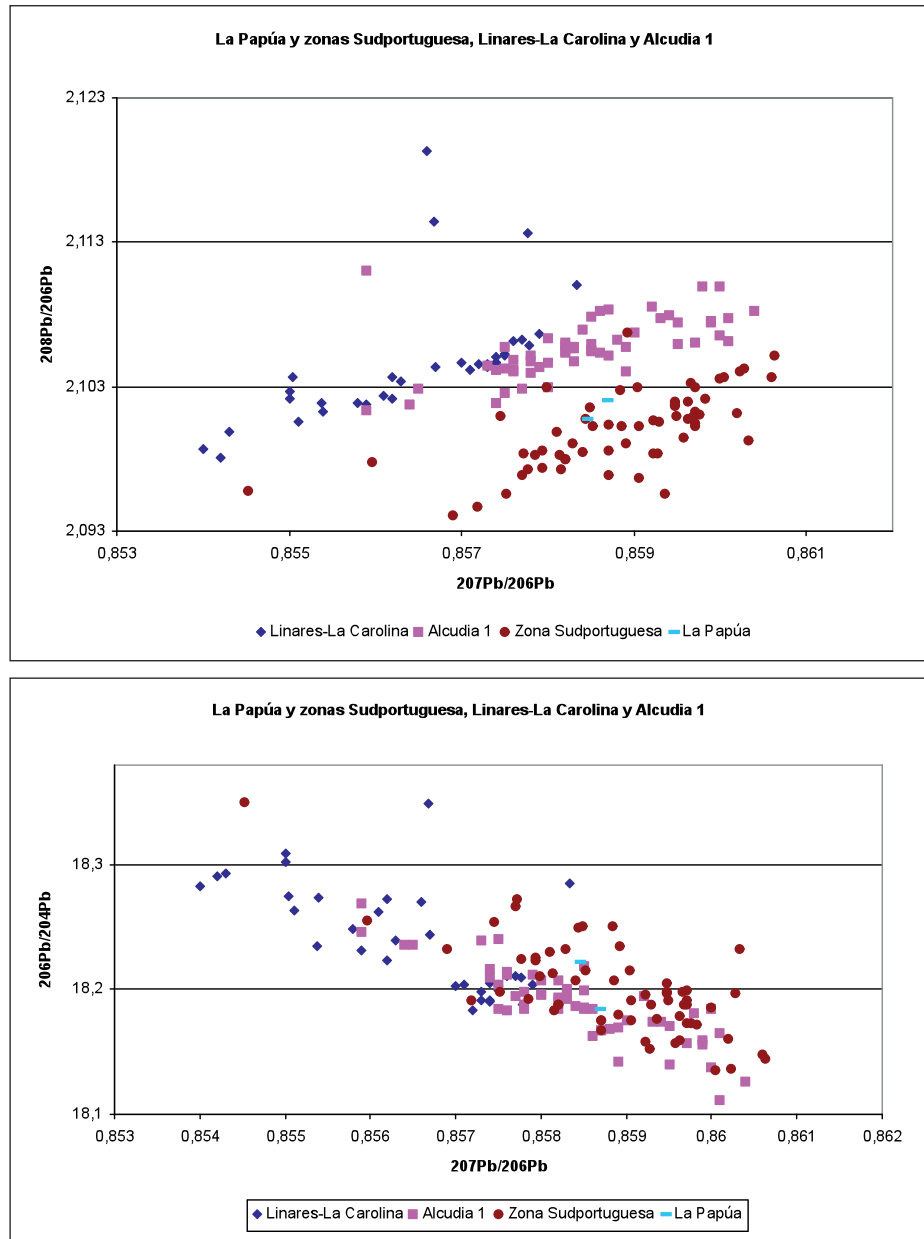 La Papúa y zonas Sudportuguesa, Linares-La Carolina y Alcudia 1
2,123
2,113
2,103
2,093
208Pb/206Pb
0,853 0,855 0,857 0,859 0,861
207Pb/206Pb
Linares-La Carolina Alcudia 1 Zona Sudportuguesa La Papúa
La Papúa y zonas Sudportuguesa, Linares-La Carolina y Alcudia 1
18,3
18,2
18,1
206Pb/204Pb
0,853 0,854 0,855 0,856 0,857 0,858 0,859 0,86 0,861 0,862
207Pb/206Pb
Linares-La Carolina Alcudia 1 Zona Sudportuguesa La Papúa